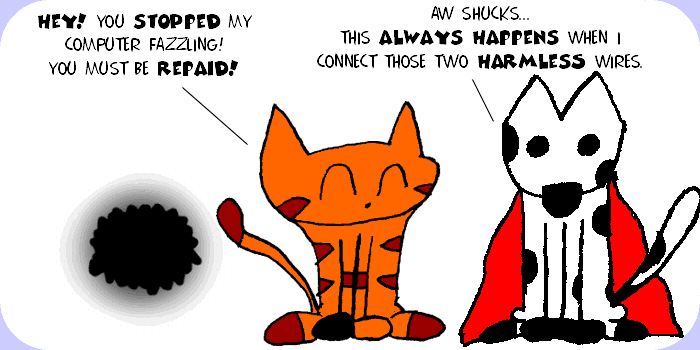 HEY! YOU STOPPED MY
COMPUTER FAZZLING!
YOU MUST BE REPAID!
AW SHUCKS...
THIS ALWAYS HAPPENS WHEN I
CONNECT THOSE TWO HARMLESS WIRES.